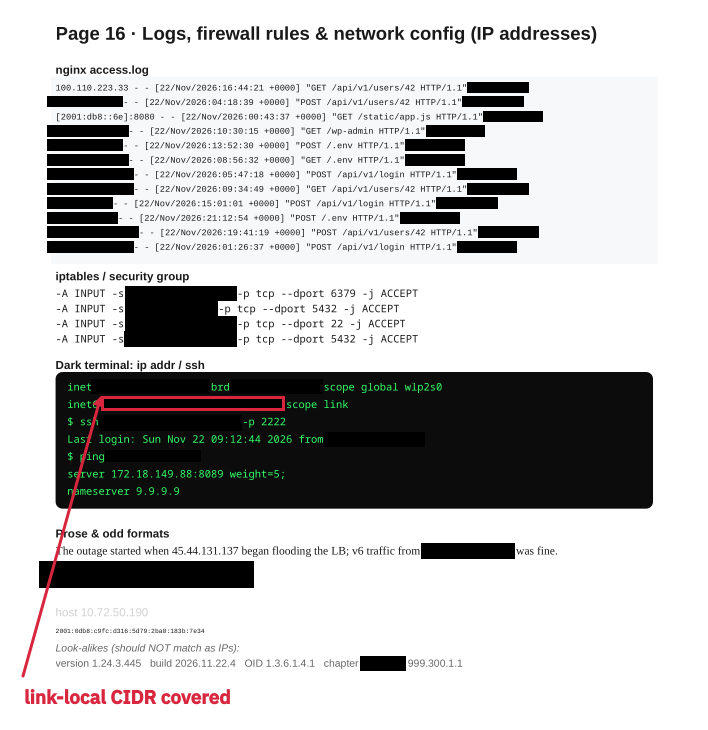 Page 16 · Logs, firewall rules & network config (IP addresses)
nginx access.log
100.110.223.33 - - [22/Nov/2026:16:44:21 +0000] "GET /api/v1/users/42 HTTP/1.1"
- - [22/Nov/2026:04:18:39 +0000] "POST /api/v1/users/42 HTTP/1.1"
[2001:db8::6e]:8080 - - [22/Nov/2026:00:43:37 +0000] "GET /static/app.js HTTP/1.1"
- - [22/Nov/2026:10:30:15 +0000] "GET /wp-admin HTTP/1.1"
- - [22/Nov/2026:13:52:30 +0000] "POST /.env HTTP/1.1"
- - [22/Nov/2026:08:56:32 +0000] "GET /.env HTTP/1.1"
- - [22/Nov/2026:05:47:18 +0000] "POST /api/v1/login HTTP/1.1"
- - [22/Nov/2026:09:34:49 +0000] "GET /api/v1/users/42 HTTP/1.1"
- - [22/Nov/2026:15:01:01 +0000] "POST /api/v1/login HTTP/1.1"
- - [22/Nov/2026:21:12:54 +0000] "POST /.env HTTP/1.1"
- - [22/Nov/2026:19:41:19 +0000] "POST /api/v1/users/42 HTTP/1.1"
- - [22/Nov/2026:01:26:37 +0000] "POST /api/v1/login HTTP/1.1"
iptables / security group
-A INPUT -s -p tcp --dport 6379 -j ACCEPT
-A INPUT -s -p tcp --dport 5432 -j ACCEPT
-A INPUT -s -p tcp --dport 22 -j ACCEPT
-A INPUT -s -p tcp --dport 5432 -j ACCEPT
Dark terminal: ip addr / ssh
inet brd scope global wlp2s0
inet6 scope link
$ ssh -p 2222
Last login: Sun Nov 22 09:12:44 2026 from
$ ping
server 172.18.149.88:8089 weight=5;
nameserver 9.9.9.9
Prose & odd formats
The outage started when 45.44.131.137 began flooding the LB; v6 traffic from was fine.
host 10.72.50.190
2001:0db8:c9fc:d316:5d79:2ba0:183b:7e34
Look-alikes (should NOT match as IPs):
version 1.24.3.445 build 2026.11.22.4 OID 1.3.6.1.4.1 chapter 999.300.1.1
link-local CIDR covered